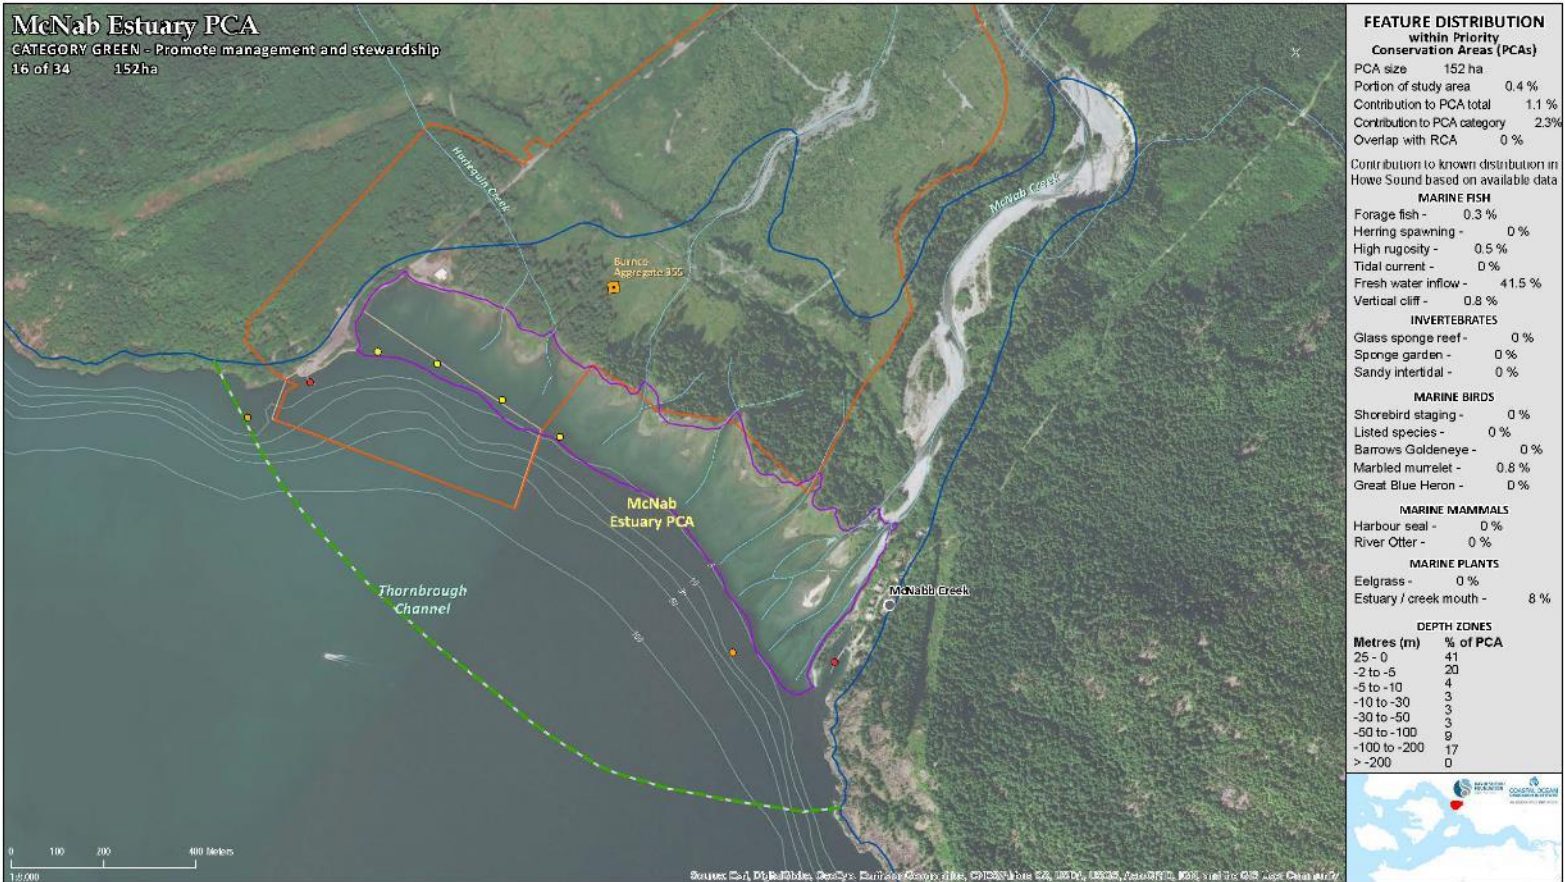 McNab Estuary PCA
CATEGORY GREEN - Promote management and stewardship
16 of 34 152ha
Harlequin Creek
McNab Creek
Burnco
Aggregate 355
McNab
Estuary PCA
Thornbrough
Channel
McNabb Creek
10
100
0 100 200 400 Meters
1:8,000
FEATURE DISTRIBUTION
within Priority
Conservation Areas (PCAs)
PCA size 152 ha
Portion of study area 0.4 %
Contribution to PCA total 1.1 %
Contribution to PCA category 2.3%
Overlap with RCA 0 %
Contribution to known distribution in
Howe Sound based on available data
MARINE FISH
Forage fish - 0.3 %
Herring spawning - 0 %
High rugosity - 0.5 %
Tidal current - 0 %
Fresh water inflow - 41.5 %
Vertical cliff - 0.8 %
INVERTEBRATES
Glass sponge reef - 0 %
Sponge garden - 0 %
Sandy intertidal - 0 %
MARINE BIRDS
Shorebird staging - 0 %
Listed species - 0 %
Barrows Goldeneye - 0 %
Marbled murrelet - 0.8 %
Great Blue Heron - 0 %
MARINE MAMMALS
Harbour seal - 0 %
River Otter - 0 %
MARINE PLANTS
Eelgrass - 0 %
Estuary / creek mouth - 8 %
DEPTH ZONES
Metres (m) % of PCA
25 - 0 41
-2 to -5 20
-5 to -10 4
-10 to -30 3
-30 to -50 3
-50 to -100 3
-100 to -200 9
> -200 17
0
COASTAL OCEAN